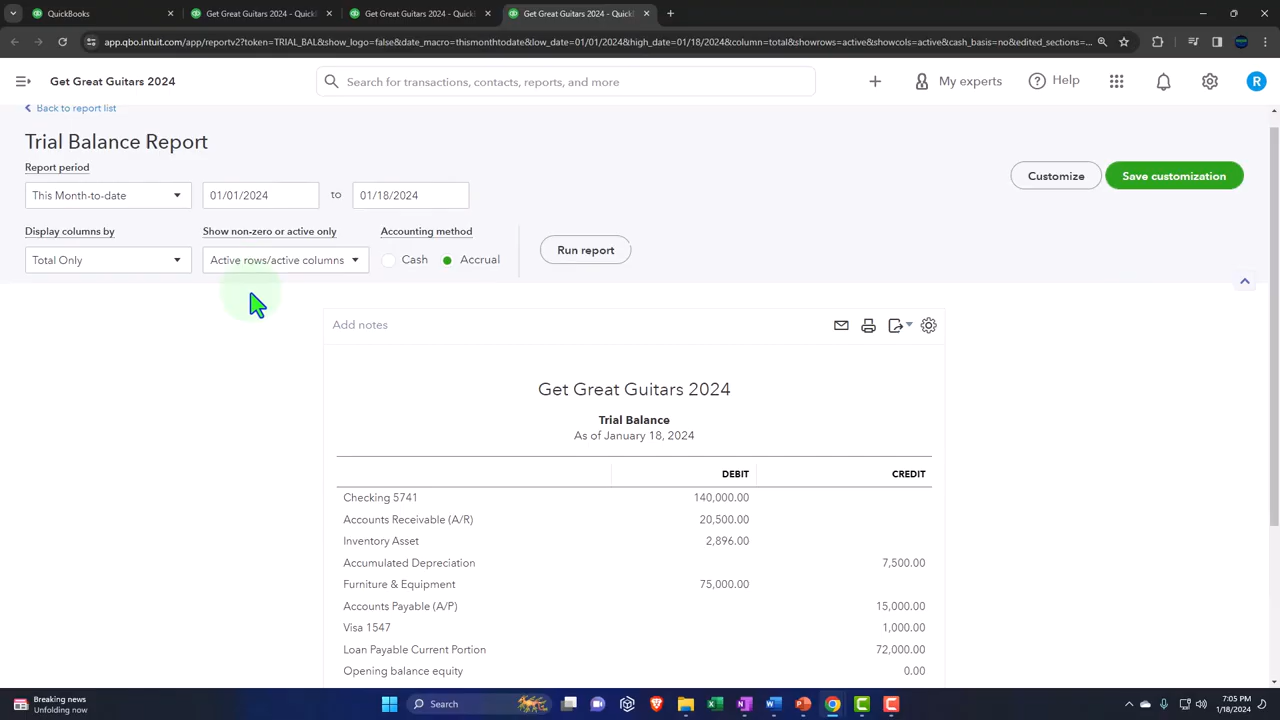 QuickBooks
Get Great Guitars 2024 - Quickb
Get Great Guitars 2024 - Quickb
Get Great Guitars 2024 - Quickb
app.qbo.intuit.com/app/reportv2?token=TRIAL_BAL&show_logo=false&date_macro=thismonthtodate&low_date=01/01/2024&high_date=01/18/2024&column=total&showrows=active&showcols=active&cash_basis=no&edited_sections=...
Get Great Guitars 2024
Search for transactions, contacts, reports, and more
My experts
Help
R
Back to report list
Trial Balance Report
Report period
This Month-to-date
01/01/2024
to
01/18/2024
Customize
Save customization
Display columns by
Show non-zero or active only
Accounting method
Total Only
Active rows/active columns
Cash
Accrual
Run report
Add notes
Get Great Guitars 2024
Trial Balance
As of January 18, 2024
DEBIT CREDIT
Checking 5741 140,000.00
Accounts Receivable (A/R) 20,500.00
Inventory Asset 2,896.00
Accumulated Depreciation 7,500.00
Furniture & Equipment 75,000.00
Accounts Payable (A/P) 15,000.00
Visa 1547 1,000.00
Loan Payable Current Portion 72,000.00
Opening balance equity 0.00
Breaking news
Unfolding now
Search
7:05 PM
1/18/2024